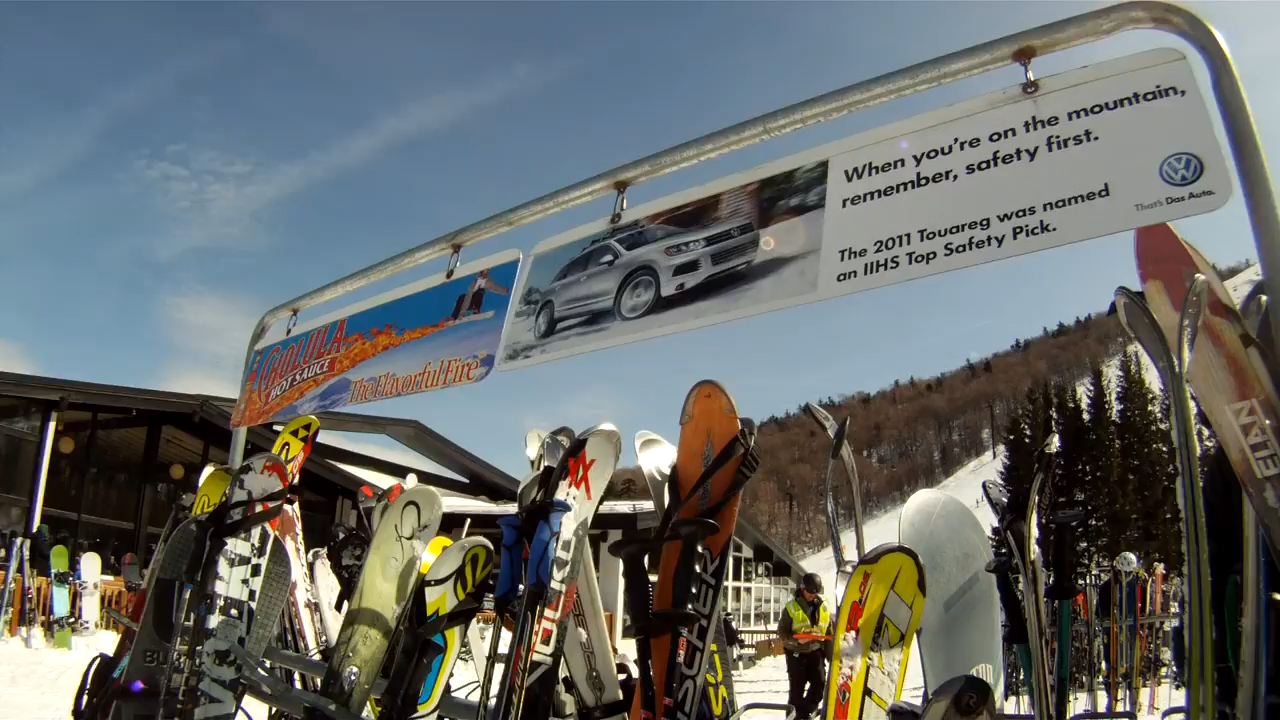 CHOLULA
HOT SAUCE
The Flavorful Fire
When you're on the mountain,
remember, safety first.
The 2011 Touareg was named
an IIHS Top Safety Pick.
That's Das Auto.
ELAN